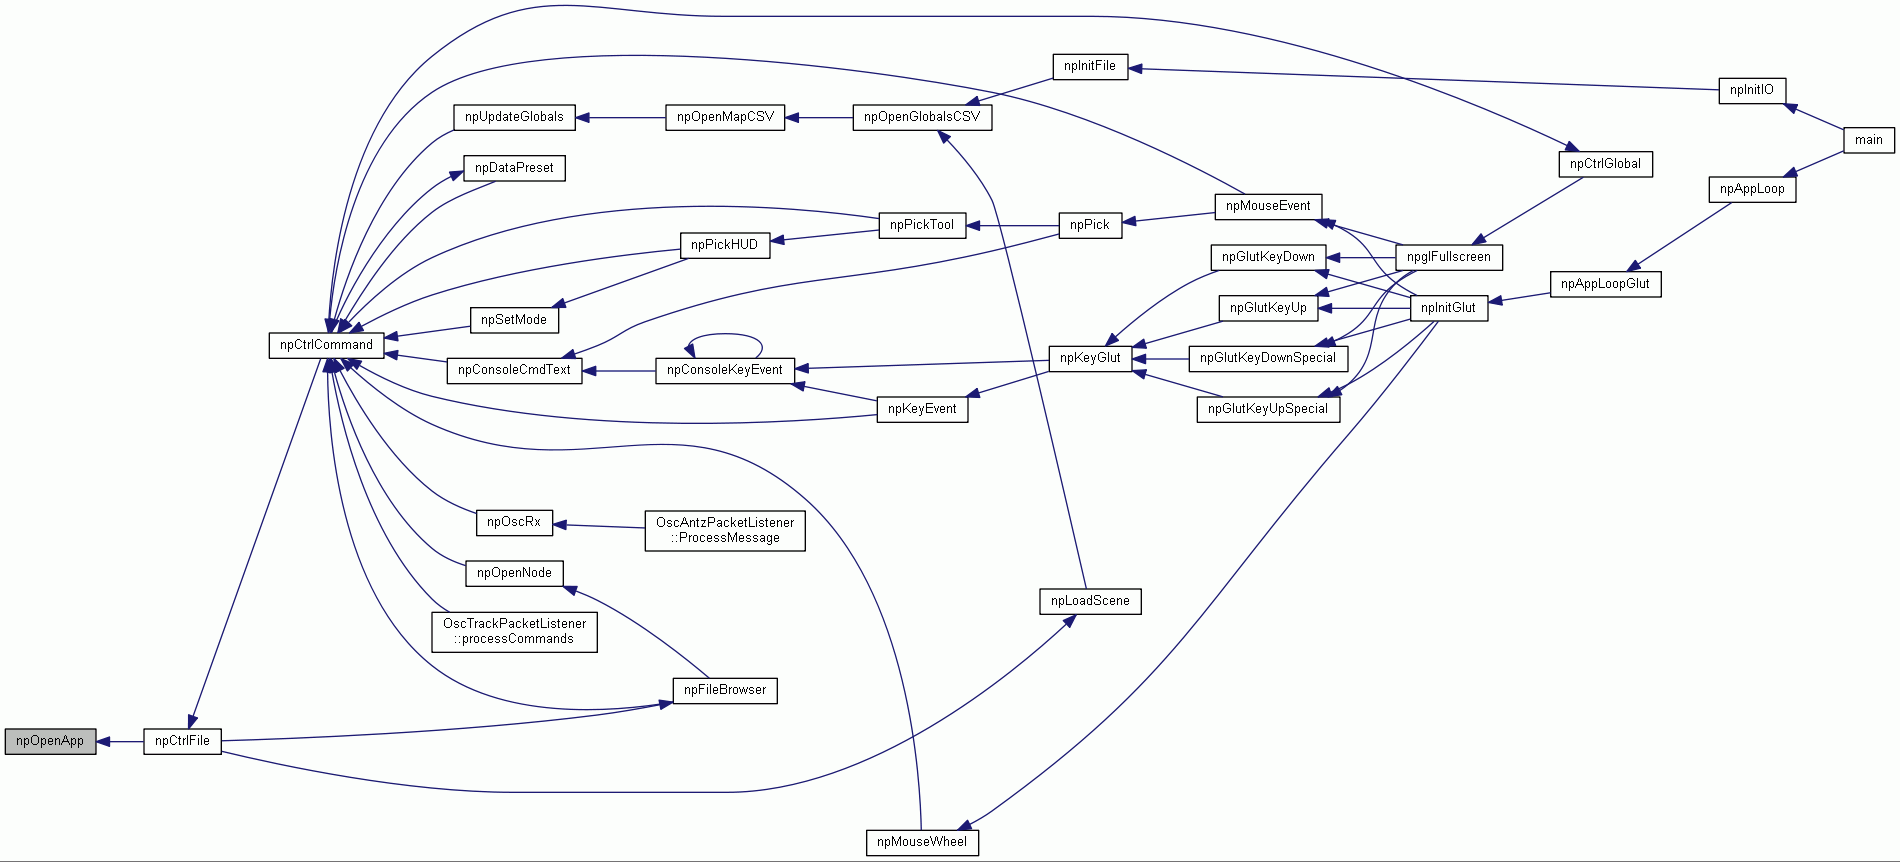 npInitFile
npInitIO
npUpdateGlobals
npOpenMapCSV
npOpenGlobalsCSV
main
npDataPreset
npCtrlGlobal
npAppLoop
npMouseEvent
npPickTool
npPick
npPickHUD
npGlutKeyDown
npglFullscreen
npAppLoopGlut
npSetMode
npGlutKeyUp
npInitGlut
npCtrlCommand
npKeyGlut
npGlutKeyDownSpecial
npConsoleCmdText
npConsoleKeyEvent
npKeyEvent
npGlutKeyUpSpecial
npOscRx
OscAntzPacketListener
::ProcessMessage
npOpenNode
npLoadScene
OscTrackPacketListener
::processCommands
npFileBrowser
npOpenApp
npCtrlFile
npMouseWheel